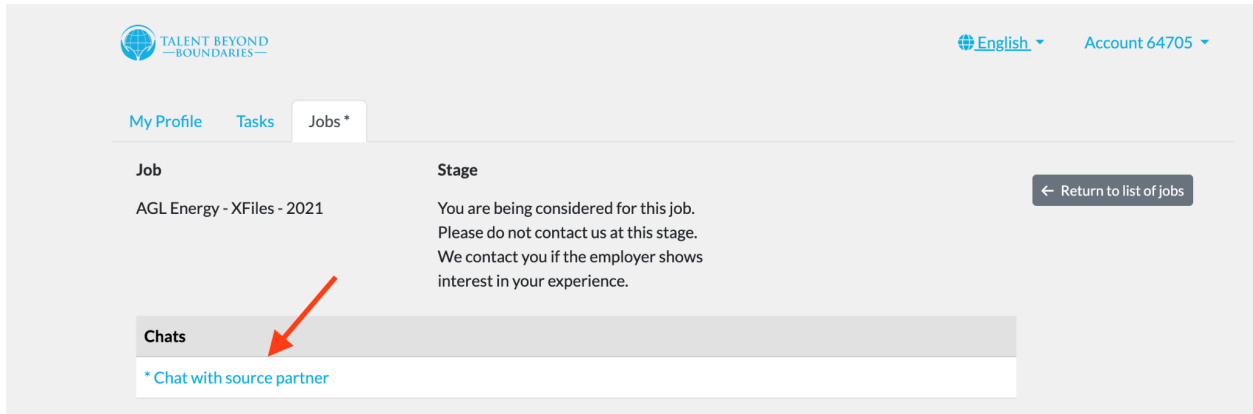 TALENT BEYOND
—BOUNDARIES—
English
Account 64705
My Profile
Tasks
Jobs *
Job
Stage
← Return to list of jobs
AGL Energy - XFiles - 2021
You are being considered for this job.
Please do not contact us at this stage.
We contact you if the employer shows
interest in your experience.
Chats
* Chat with source partner